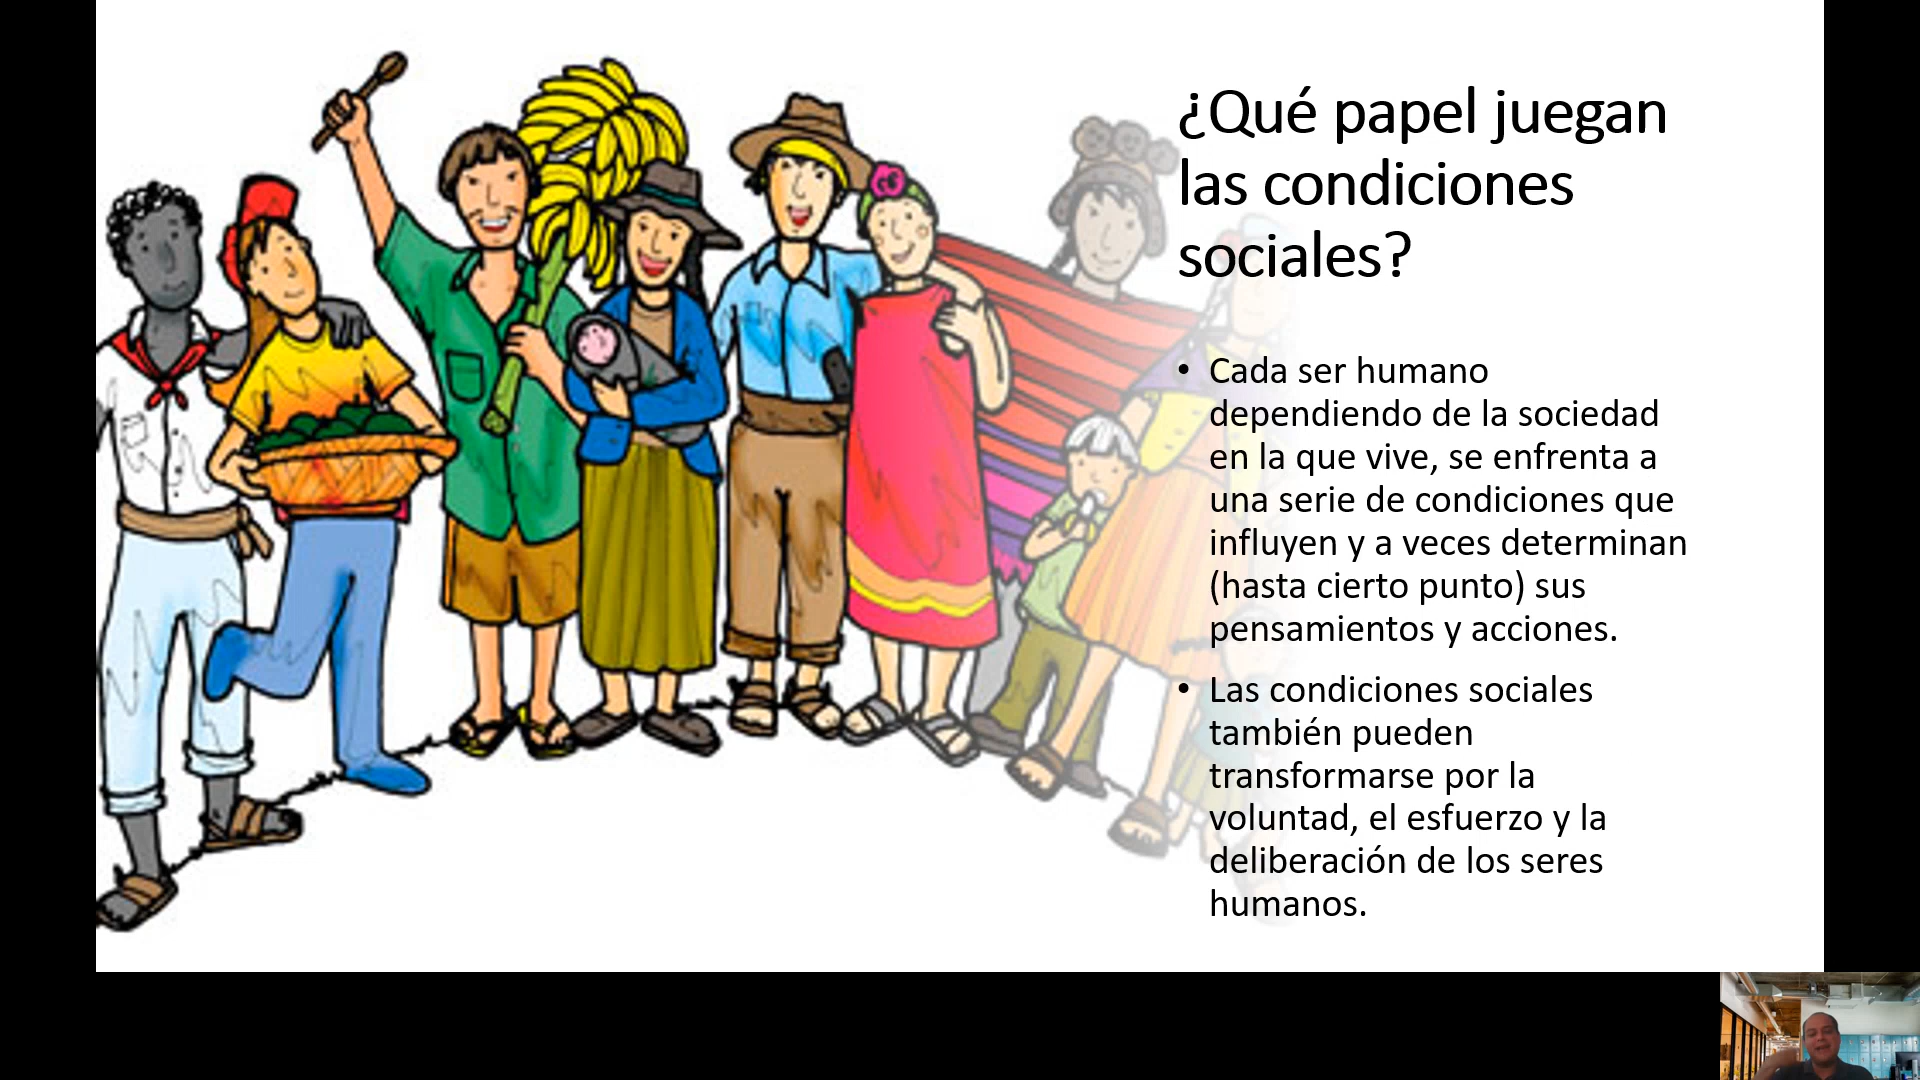 ¿Qué papel juegan
las condiciones
sociales?
• Cada ser humano
dependiendo de la sociedad
en la que vive, se enfrenta a
una serie de condiciones que
influyen y a veces determinan
(hasta cierto punto) sus
pensamientos y acciones.
• Las condiciones sociales
también pueden
transformarse por la
voluntad, el esfuerzo y la
deliberación de los seres
humanos.